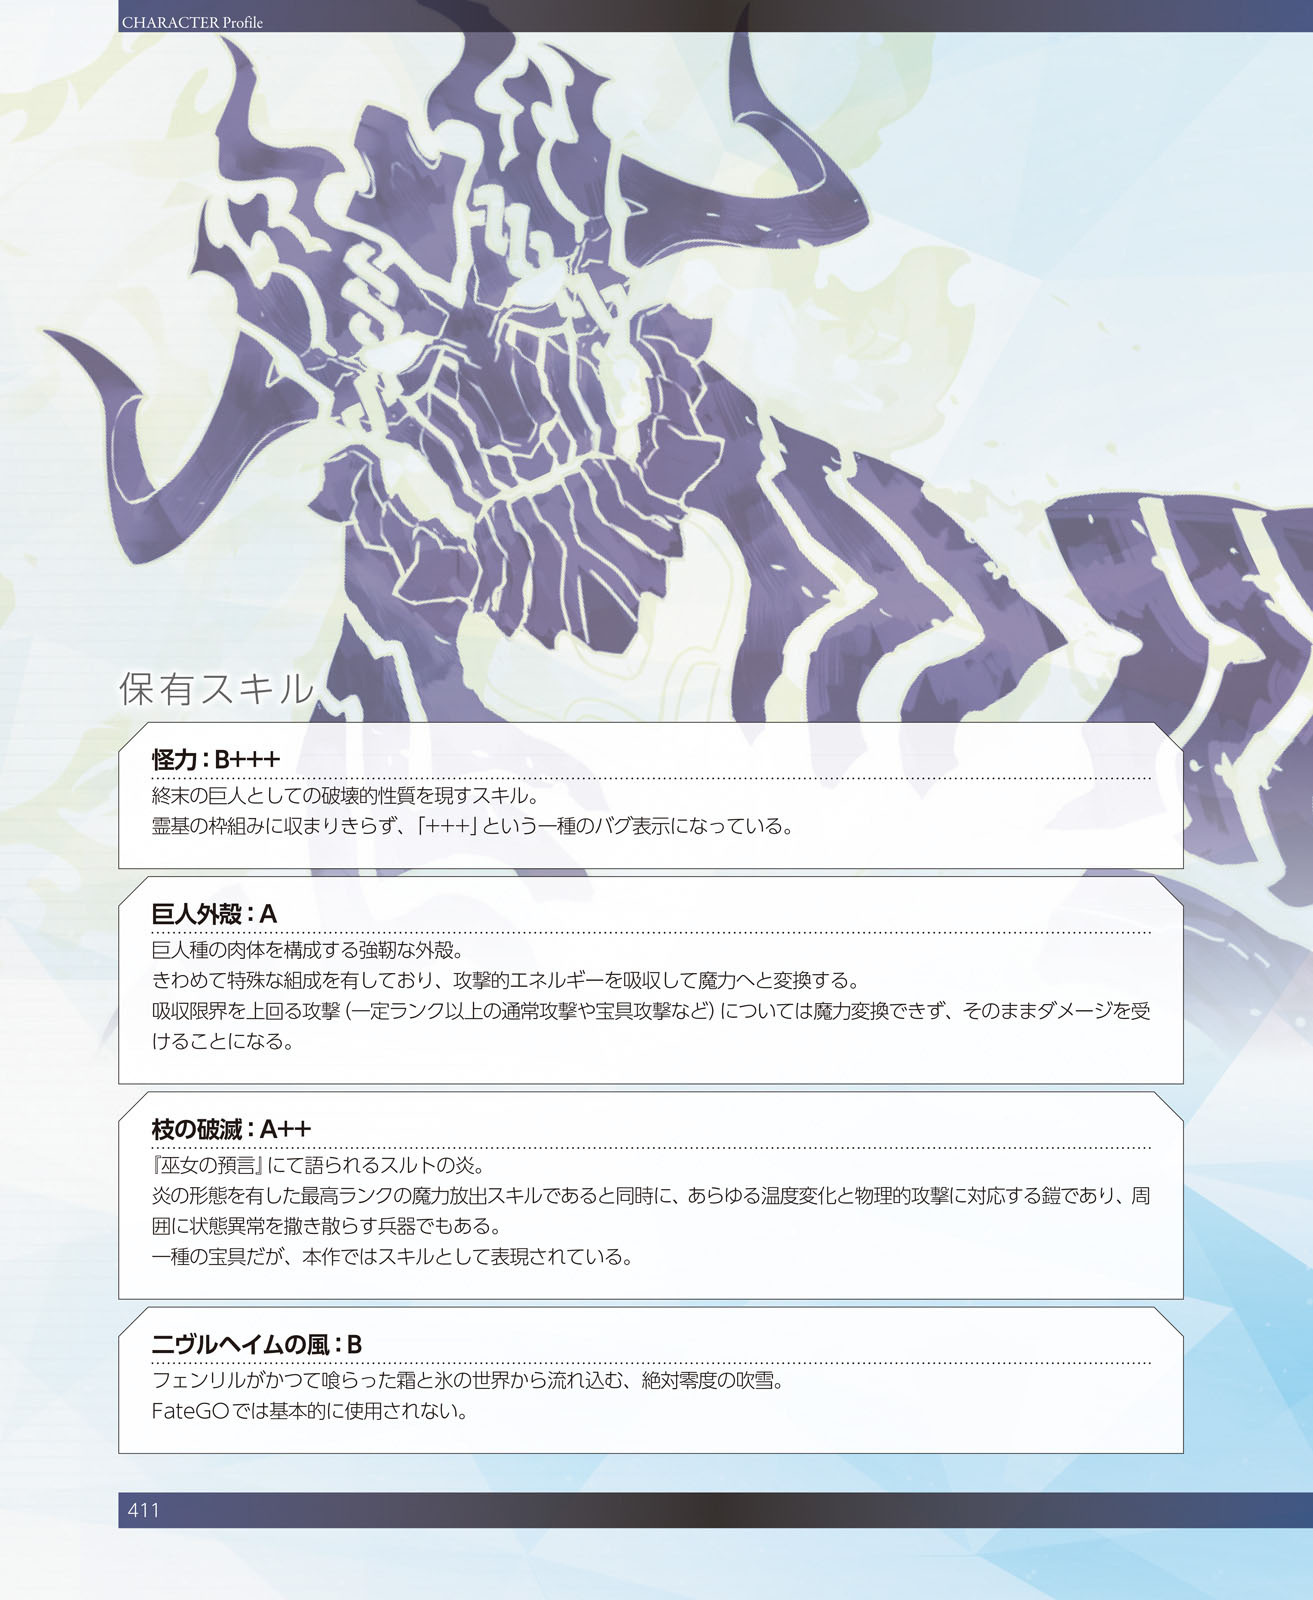 CHARACTER Profile
保有スキル
怪力：B+++
終末の巨人としての破壊的性質を現すスキル。
霊基の枠組みに収まりきらず、「+++」という一種のバグ表示になっている。
巨人外殻：A
巨人種の肉体を構成する強靭な外殻。
きわめて特殊な組成を有しており、攻撃的エネルギーを吸収して魔力へと変換する。
吸収限界を上回る攻撃（一定ランク以上の通常攻撃や宝具攻撃など）については魔力変換できず、そのままダメージを受
けることになる。
枝の破滅：A++
『巫女の預言』にて語られるスルトの炎。
炎の形態を有した最高ランクの魔力放出スキルであると同時に、あらゆる温度変化と物理的攻撃に対応する鎧であり、周
囲に状態異常を撒き散らす兵器でもある。
一種の宝具だが、本作ではスキルとして表現されている。
ニヴルヘイムの風：B
フェンリルがかつて喰らった霜と氷の世界から流れ込む、絶対零度の吹雪。
FateGOでは基本的に使用されない。
411